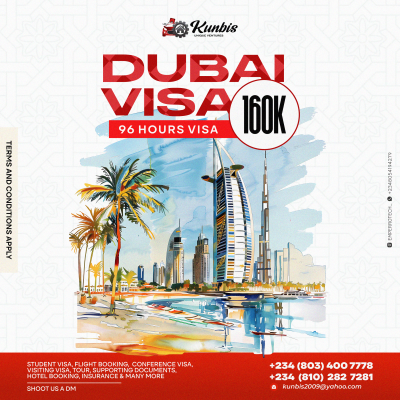 Kunbis
UNIQUE VENTURES
DUBAI
VISA
160K
96 HOURS VISA
TERMS AND CONDITIONS APPLY
STUDENT VISA, FLIGHT BOOKING, CONFERENCE VISA,
VISITING VISA, TOUR, SUPPORTING DOCUMENTS,
HOTEL BOOKING, INSURANCE & MANY MORE
SHOOT US A DM
+234 (803) 400 7778
+234 (810) 282 7281
kunbis2009@yahoo.com